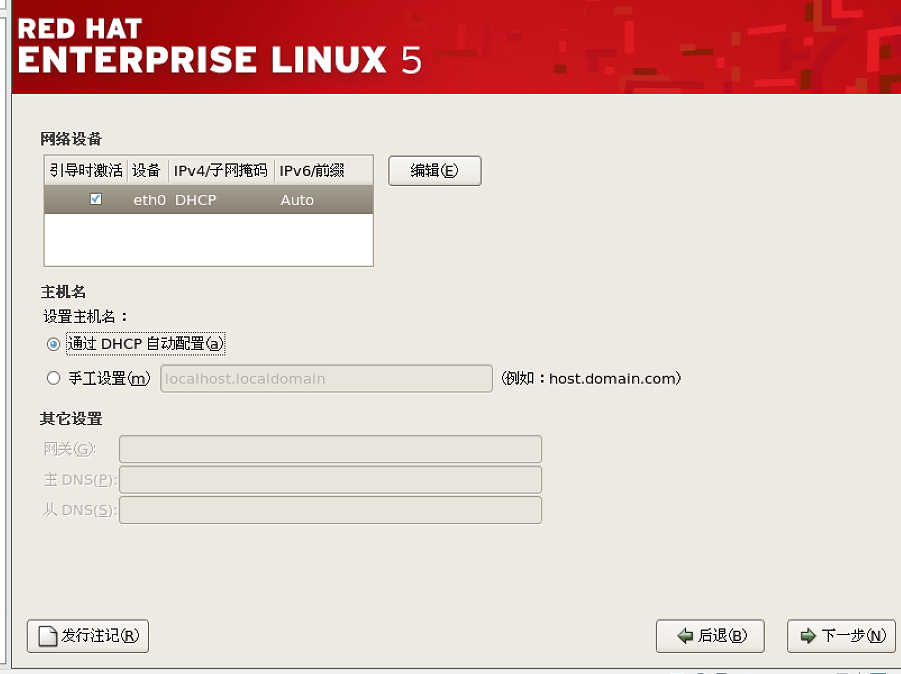 RED HAT
ENTERPRISE LINUX 5
网络设备
引导时激活 设备 IPv4/子网掩码 IPv6/前缀
编辑(E)
eth0 DHCP Auto
主机名
设置主机名：
通过 DHCP 自动配置(a)
手工设置(m) localhost.localdomain (例如：host.domain.com)
其它设置
网关(G):
主 DNS(P):
从 DNS(S):
发行注记(R) 后退(B) 下一步(N)